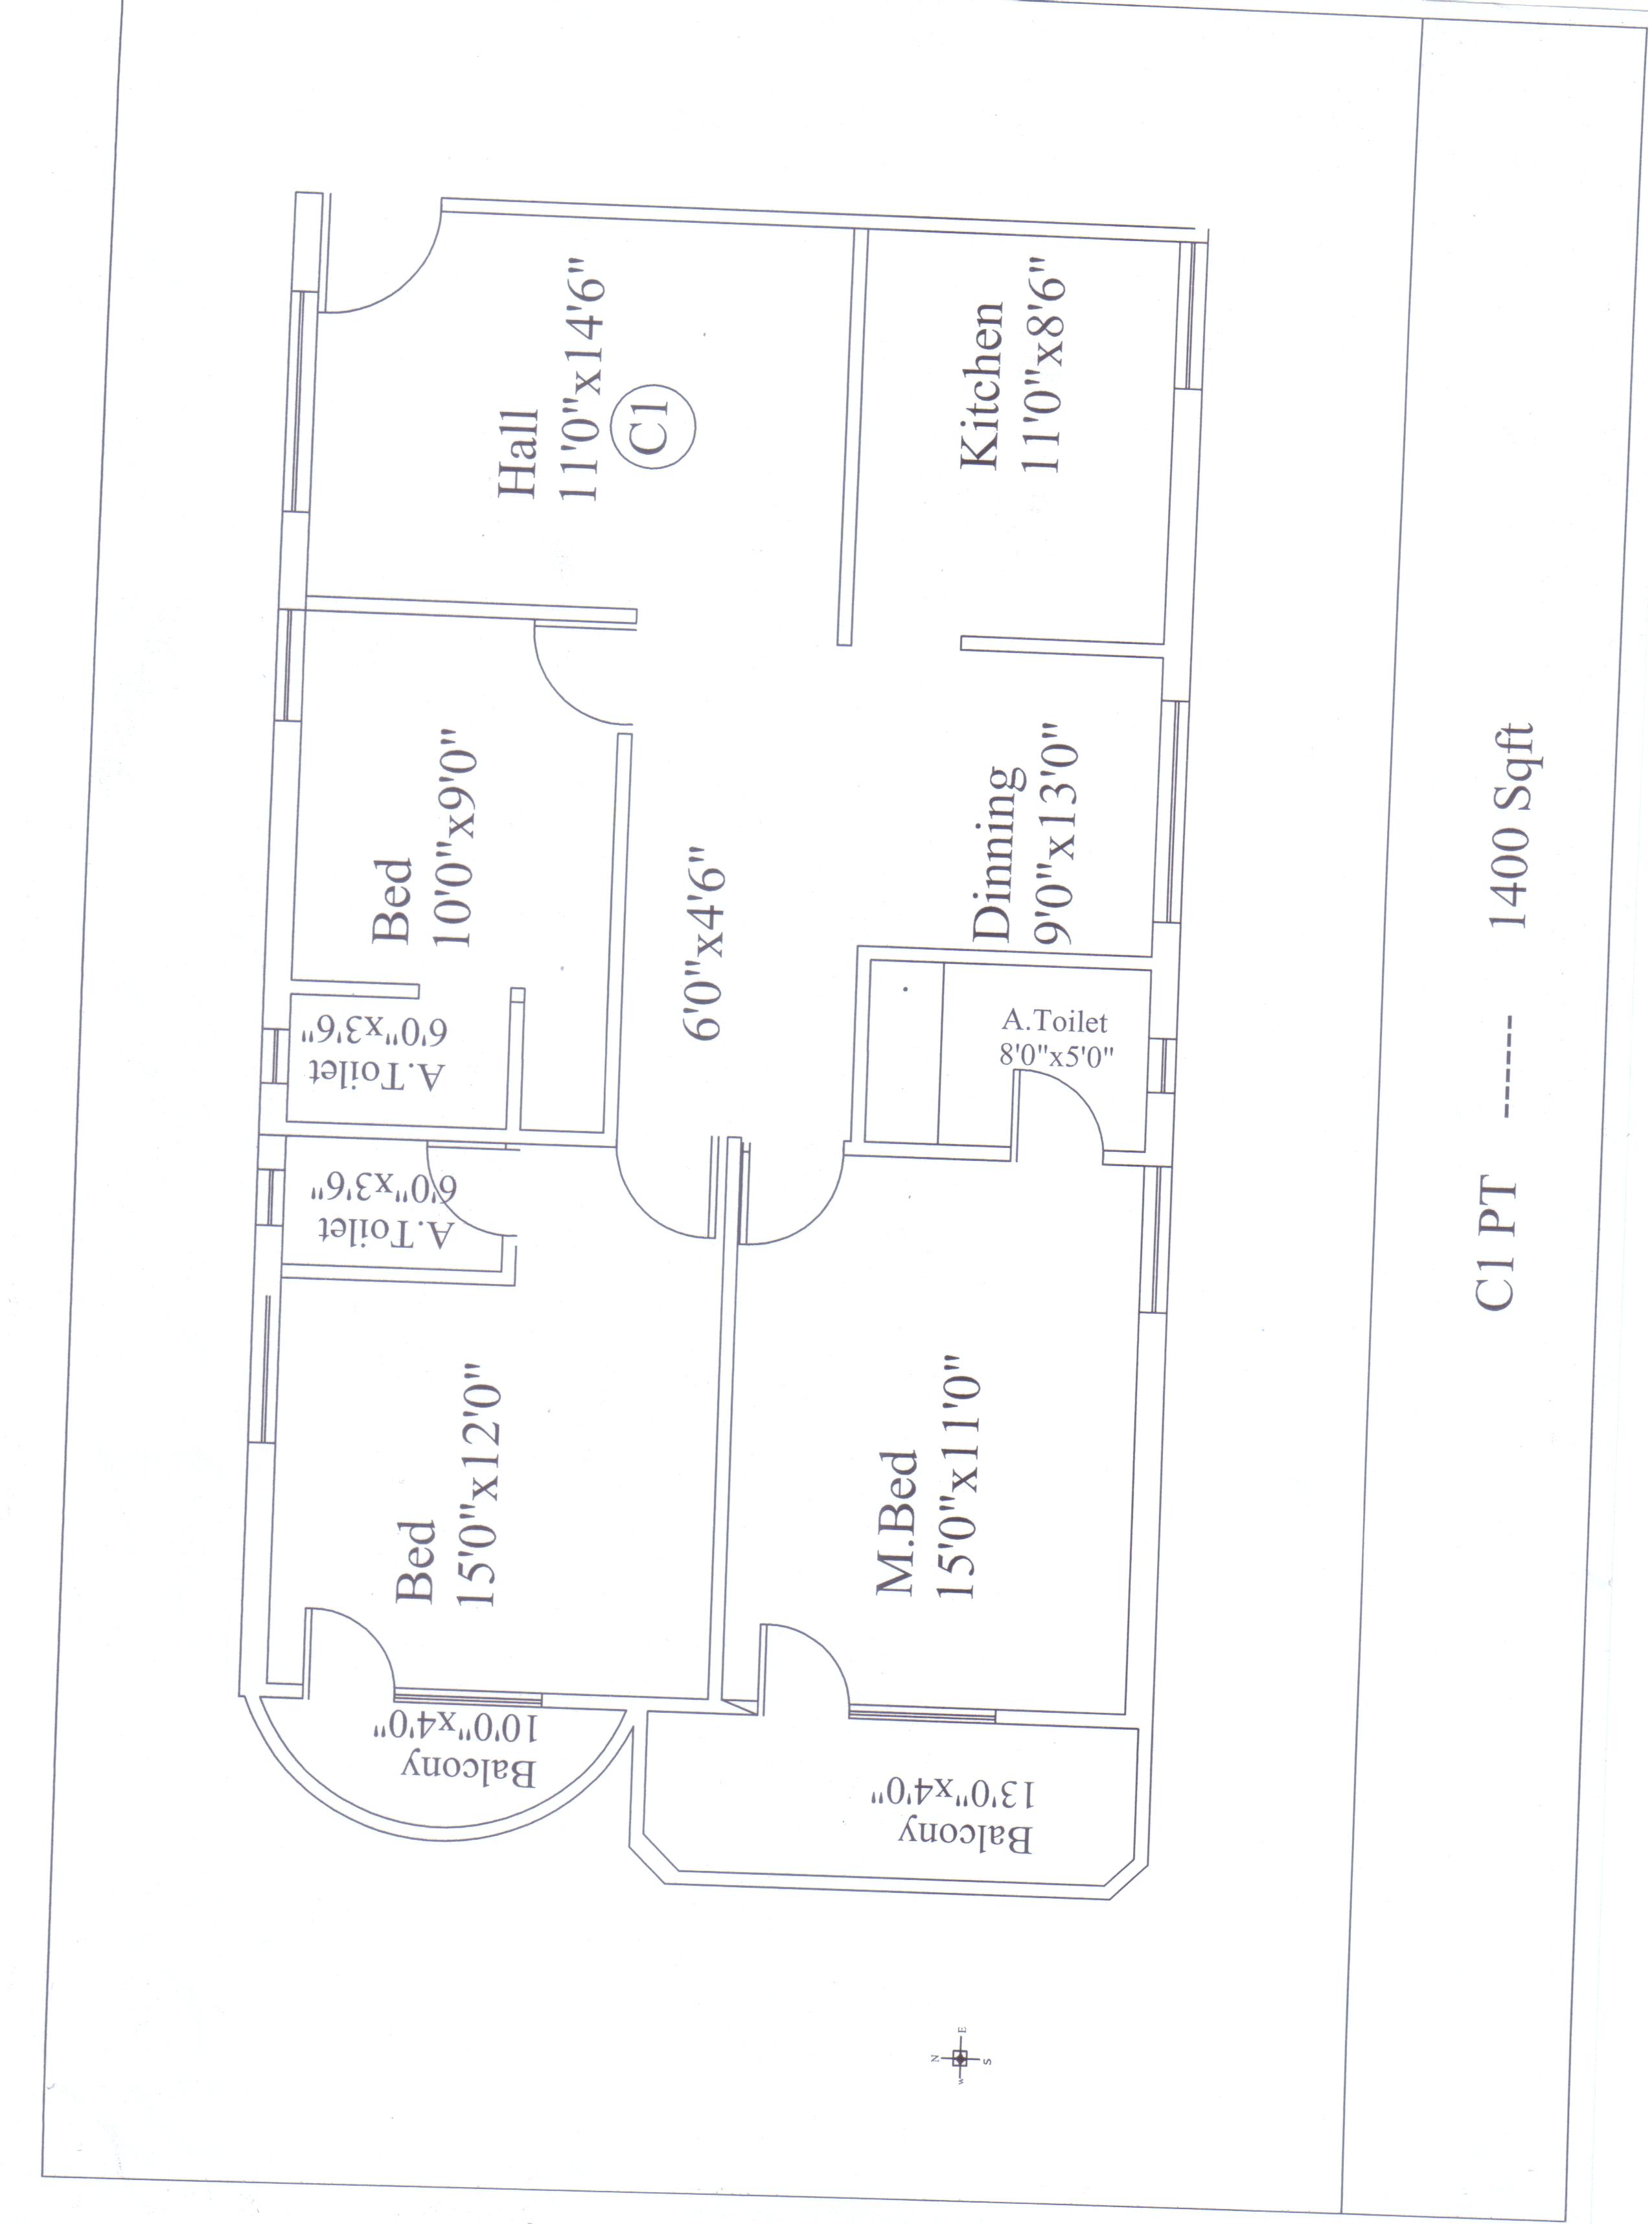 Bed
15'0"x12'0"
A.Toilet
6'0"x3'6"
A.Toilet
6'0"x3'6"
Bed
10'0"x9'0"
Hall
11'0"x14'6"
C1
6'0"x4'6"
Balcony
10'0"x4'0"
Balcony
13'0"x4'0"
M.Bed
15'0"x11'0"
A.Toilet
8'0"x5'0"
Dinning
9'0"x13'0"
Kitchen
11'0"x8'6"
N
W E
S
C1 PT ------ 1400 Sqft